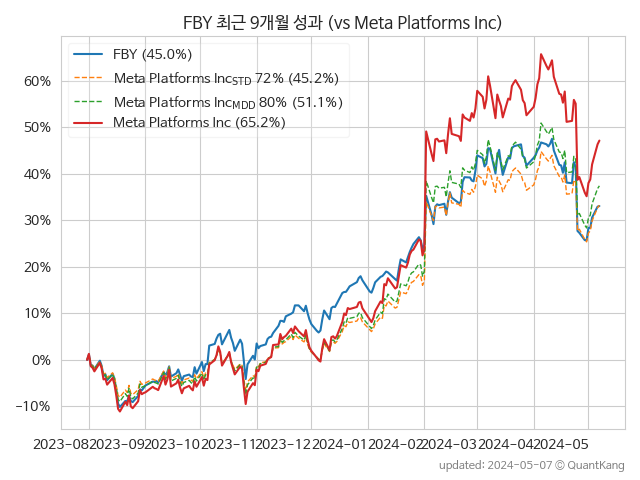 FBY 최근 9개월 성과 (vs Meta Platforms Inc)
FBY (45.0%)
Meta Platforms IncSTD 72% (45.2%)
Meta Platforms IncMDD 80% (51.1%)
Meta Platforms Inc (65.2%)
60%
50%
40%
30%
20%
10%
0%
−10%
2023-08 2023-09 2023-10 2023-11 2023-12 2024-01 2024-02 2024-03 2024-04 2024-05
updated: 2024-05-07 © QuantKang